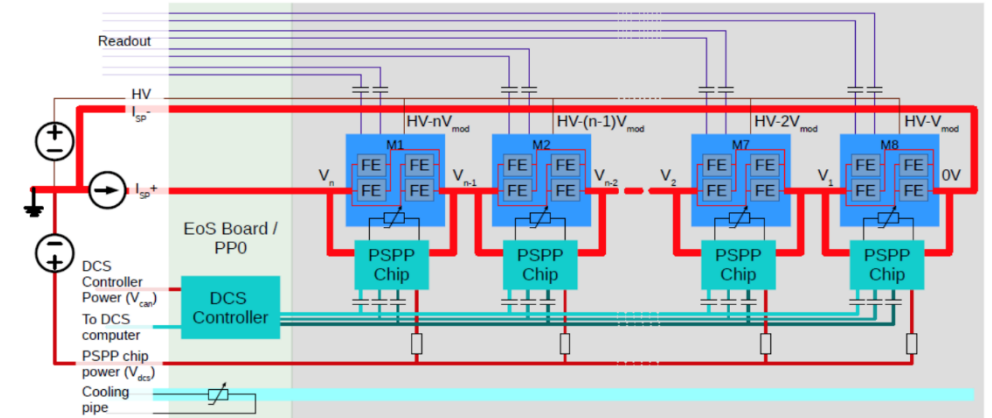 Readout
HV
I_SP-
HV-nV_mod
HV-(n-1)V_mod
HV-2V_mod
HV-V_mod
M1
M2
M7
M8
FE FE
FE FE
FE FE
FE FE
FE FE
FE FE
FE FE
FE FE
V_n
V_n-1
V_n-2
V_2
V_1
0V
I_SP+
EoS Board /
PP0
PSPP
Chip
PSPP
Chip
PSPP
Chip
PSPP
Chip
DCS
Controller
Power (V_can)
DCS
Controller
To DCS
computer
PSPP chip
power (V_dcs)
Cooling
pipe